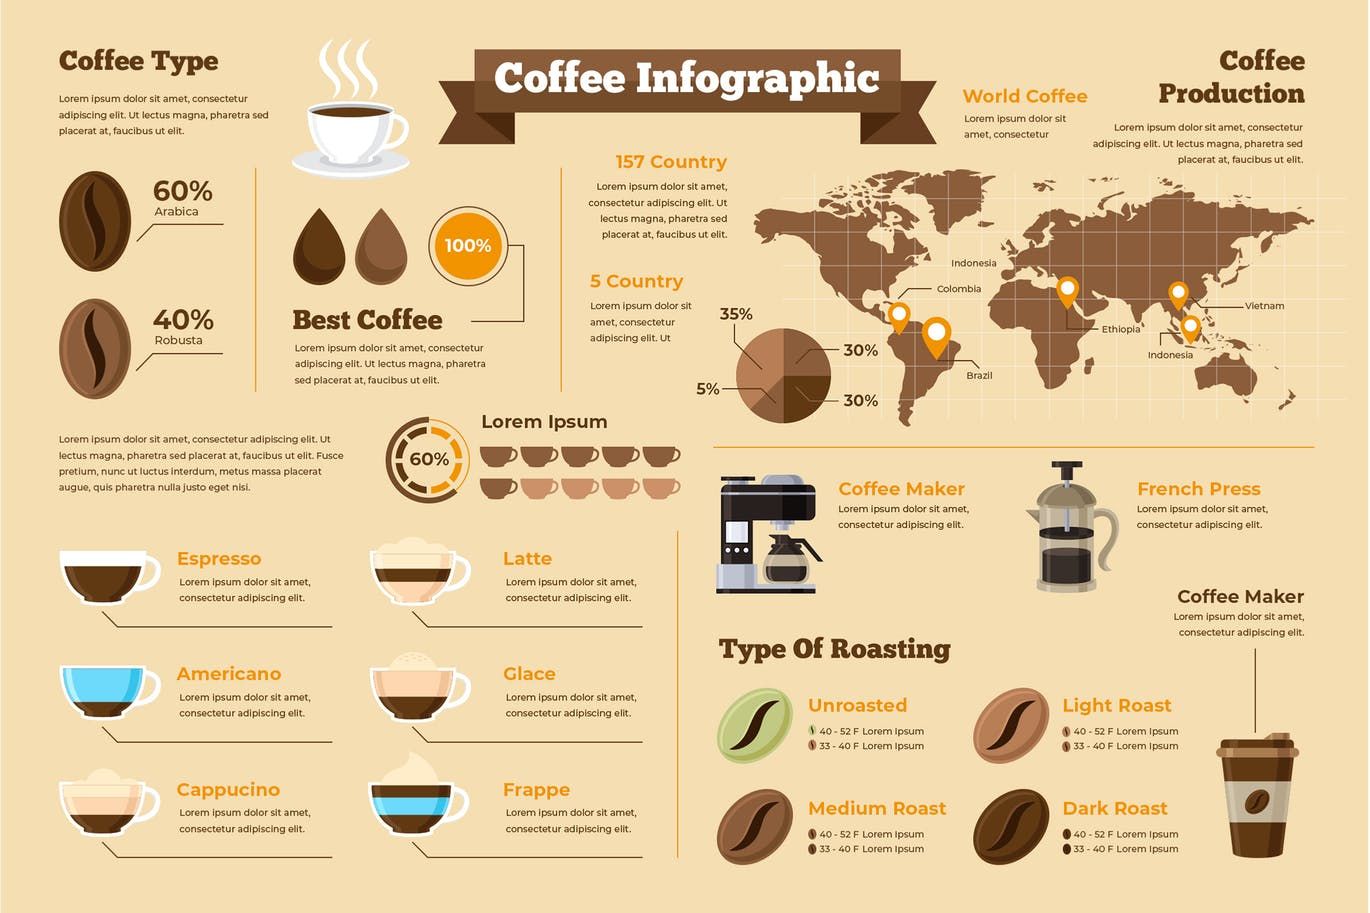 Coffee Type
Lorem ipsum dolor sit amet, consectetur
adipiscing elit. Ut lectus magna, pharetra sed
placerat at, faucibus ut elit.
60%
Arabica
40%
Robusta
Coffee Infographic
100%
Best Coffee
Lorem ipsum dolor sit amet, consectetur
adipiscing elit. Ut lectus magna, pharetra
sed placerat at, faucibus ut elit.
157 Country
Lorem ipsum dolor sit amet,
consectetur adipiscing elit. Ut
lectus magna, pharetra sed
placerat at, faucibus ut elit.
5 Country
Lorem ipsum dolor sit
amet, consectetur
adipiscing elit. Ut
World Coffee
Lorem ipsum dolor sit
amet, consectetur
Coffee
Production
Lorem ipsum dolor sit amet, consectetur
adipiscing elit. Ut lectus magna, pharetra sed
placerat at, faucibus ut elit.
Indonesia
Colombia
Ethiopia
Vietnam
Indonesia
Brazil
35%
30%
5%
30%
Lorem ipsum dolor sit amet, consectetur adipiscing elit. Ut
lectus magna, pharetra sed placerat at, faucibus ut elit. Fusce
pretium, nunc ut luctus interdum, metus massa placerat
augue, quis pharetra nulla justo eget nisi.
60%
Lorem Ipsum
Espresso
Lorem ipsum dolor sit amet,
consectetur adipiscing elit.
Latte
Lorem ipsum dolor sit amet,
consectetur adipiscing elit.
Americano
Lorem ipsum dolor sit amet,
consectetur adipiscing elit.
Glace
Lorem ipsum dolor sit amet,
consectetur adipiscing elit.
Cappucino
Lorem ipsum dolor sit amet,
consectetur adipiscing elit.
Frappe
Lorem ipsum dolor sit amet,
consectetur adipiscing elit.
Coffee Maker
Lorem ipsum dolor sit amet,
consectetur adipiscing elit.
French Press
Lorem ipsum dolor sit amet,
consectetur adipiscing elit.
Coffee Maker
Lorem ipsum dolor sit amet,
consectetur adipiscing elit.
Type Of Roasting
Unroasted
40 - 52 F Lorem Ipsum
33 - 40 F Lorem Ipsum
Light Roast
40 - 52 F Lorem Ipsum
33 - 40 F Lorem Ipsum
Medium Roast
40 - 52 F Lorem Ipsum
33 - 40 F Lorem Ipsum
Dark Roast
40 - 52 F Lorem Ipsum
33 - 40 F Lorem Ipsum